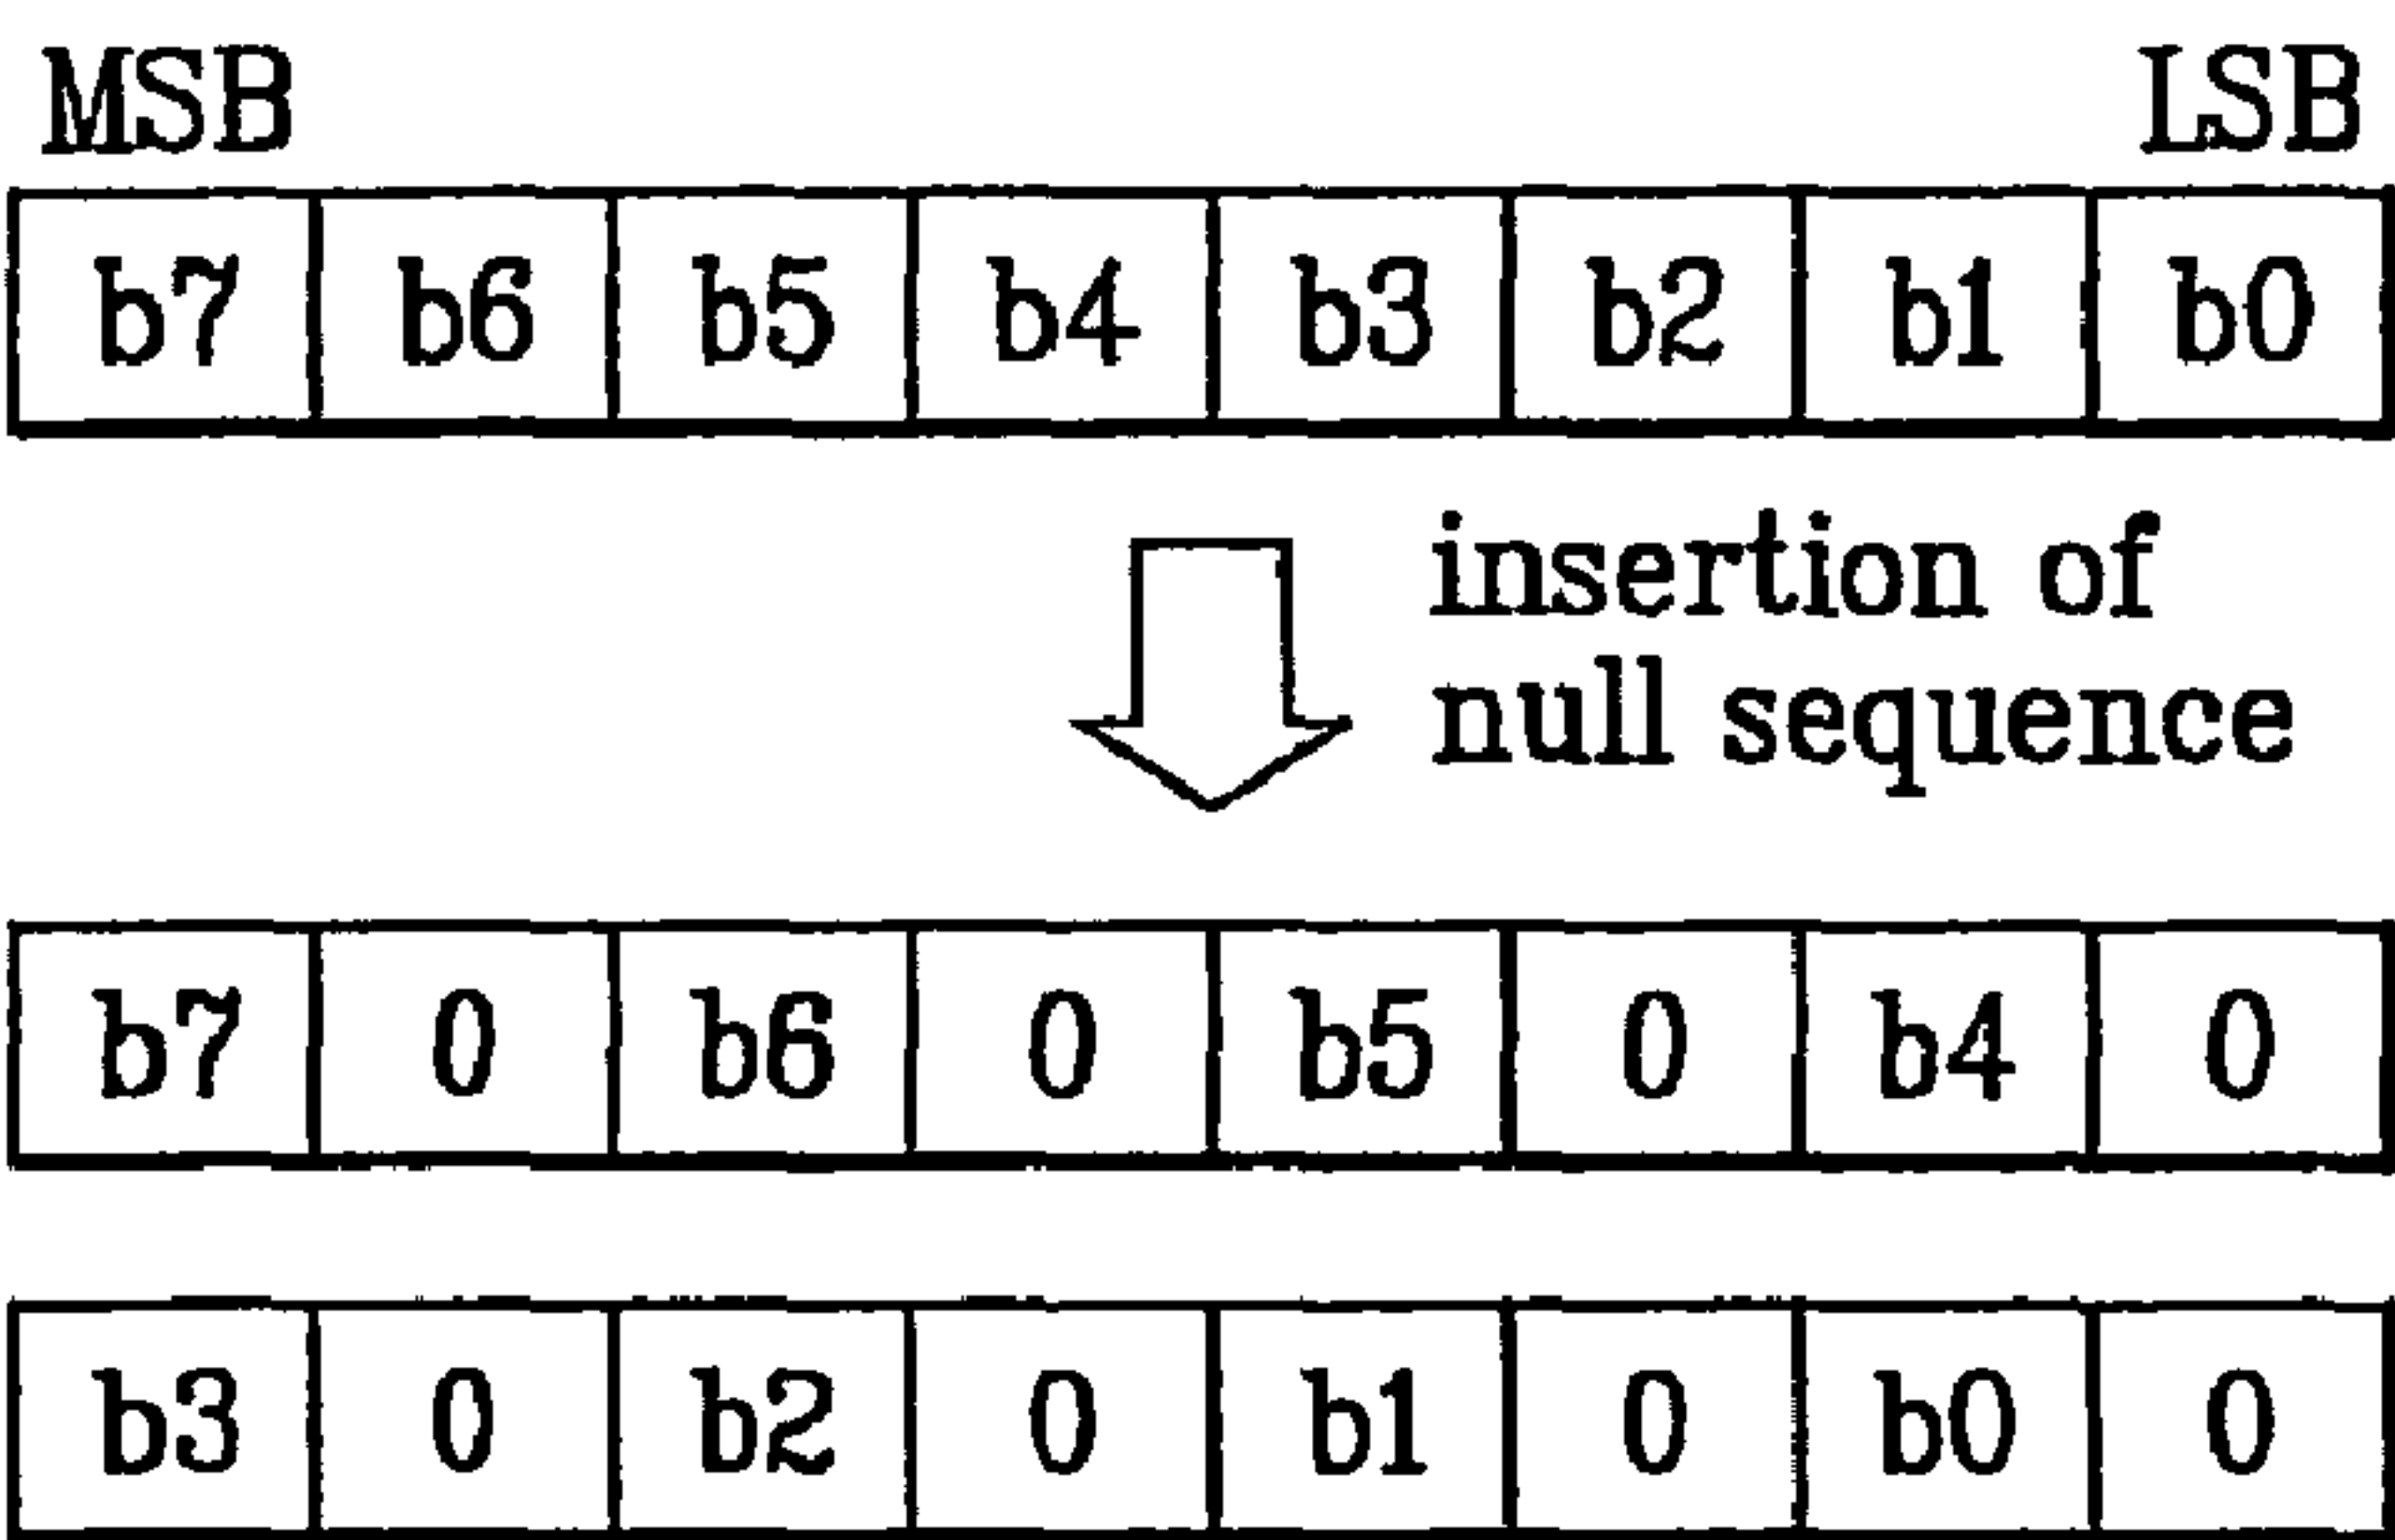 MSB LSB
b7 b6 b5 b4 b3 b2 b1 b0
insertion of
null sequence
b7 0 b6 0 b5 0 b4 0
b3 0 b2 0 b1 0 b0 0